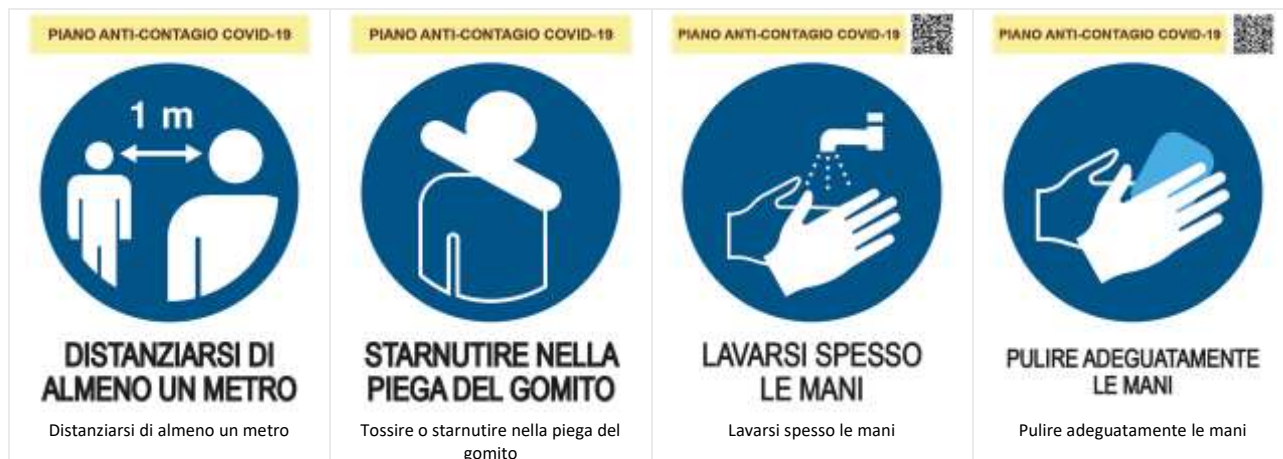 PIANO ANTI-CONTAGIO COVID-19
1 m
DISTANZIARSI DI
ALMENO UN METRO
Distanziarsi di almeno un metro
PIANO ANTI-CONTAGIO COVID-19
STARNUTIRE NELLA
PIEGA DEL GOMITO
Tossire o starnutire nella piega del
gomito
PIANO ANTI-CONTAGIO COVID-19
LAVARSI SPESSO
LE MANI
Lavarsi spesso le mani
PIANO ANTI-CONTAGIO COVID-19
PULIRE ADEGUATAMENTE
LE MANI
Pulire adeguatamente le mani